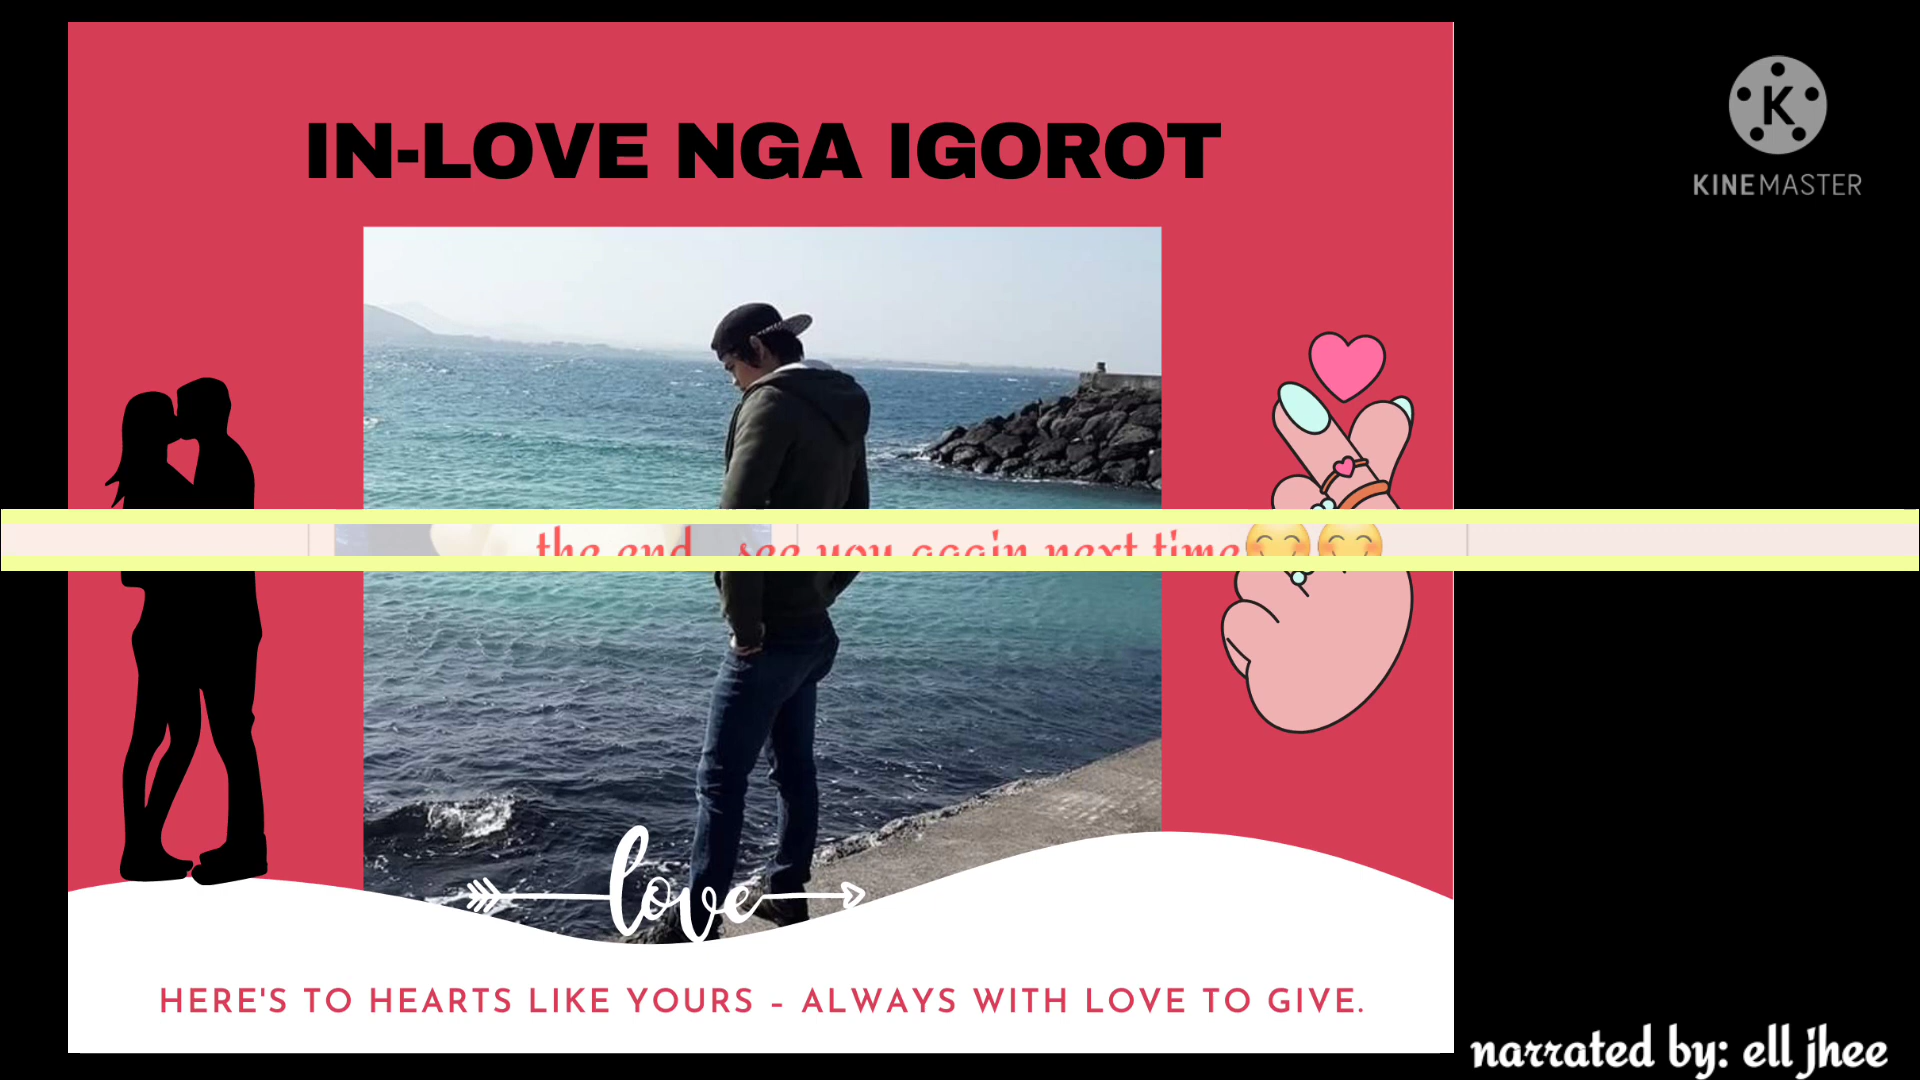 IN-LOVE NGA IGOROT
K
KINEMASTER
the end.. see you again next time
love
HERE'S TO HEARTS LIKE YOURS – ALWAYS WITH LOVE TO GIVE.
narrated by: ell jhee